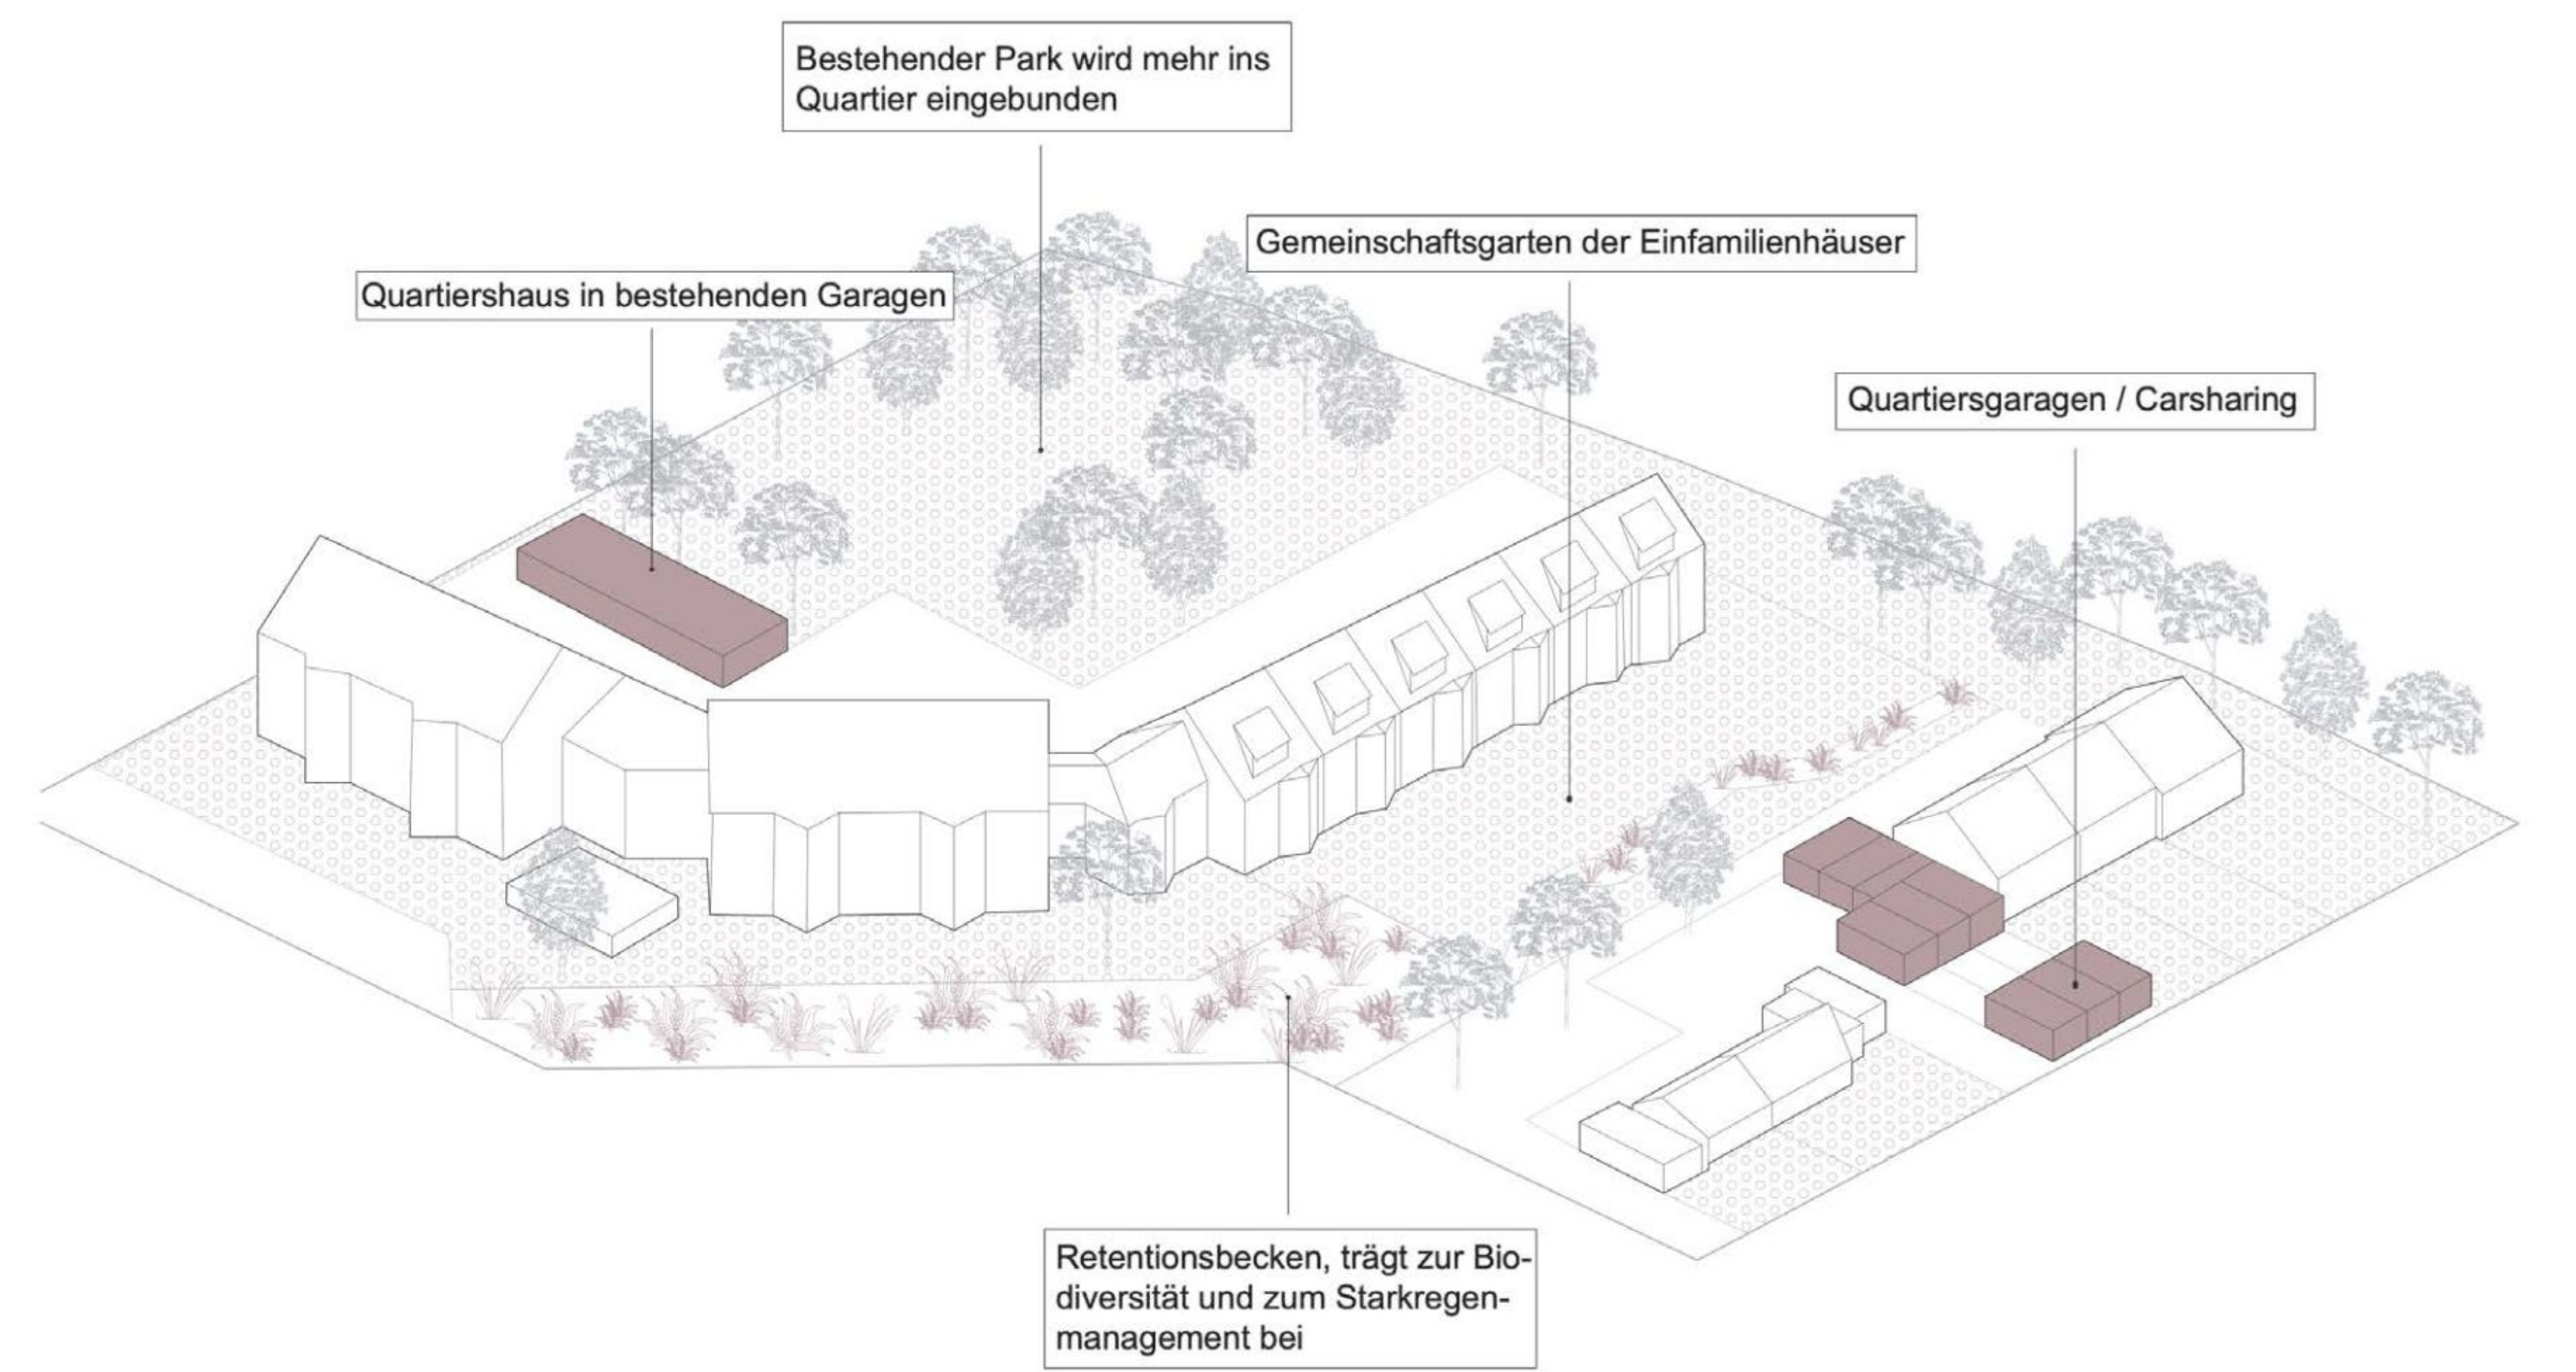 Bestehender Park wird mehr ins
Quartier eingebunden
Gemeinschaftsgarten der Einfamilienhäuser
Quartiershaus in bestehenden Garagen
Quartiersgaragen / Carsharing
Retentionsbecken, trägt zur Bio-
diversität und zum Starkregen-
management bei